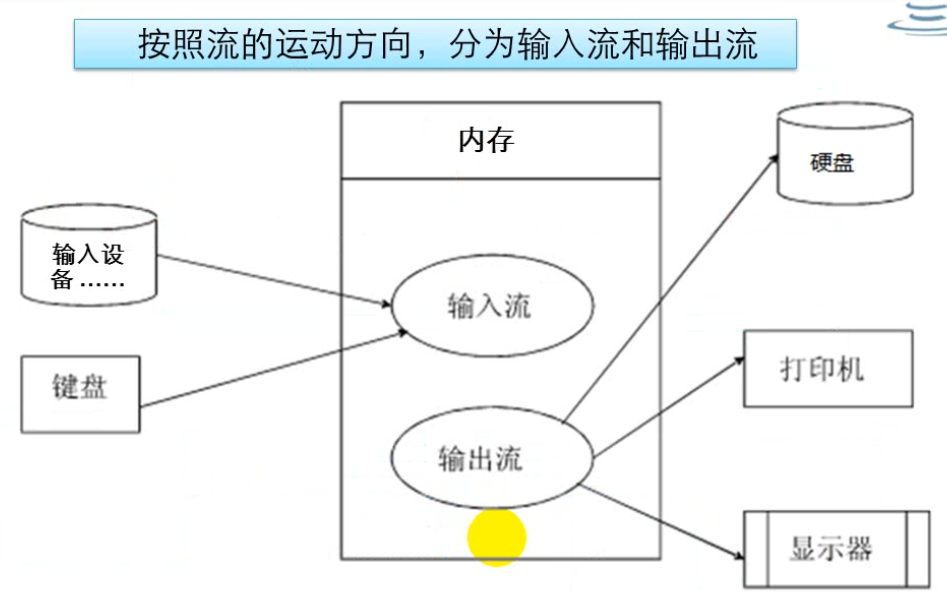 按照流的运动方向，分为输入流和输出流
内存
硬盘
输入设
备 ......
输入流
键盘
打印机
输出流
显示器